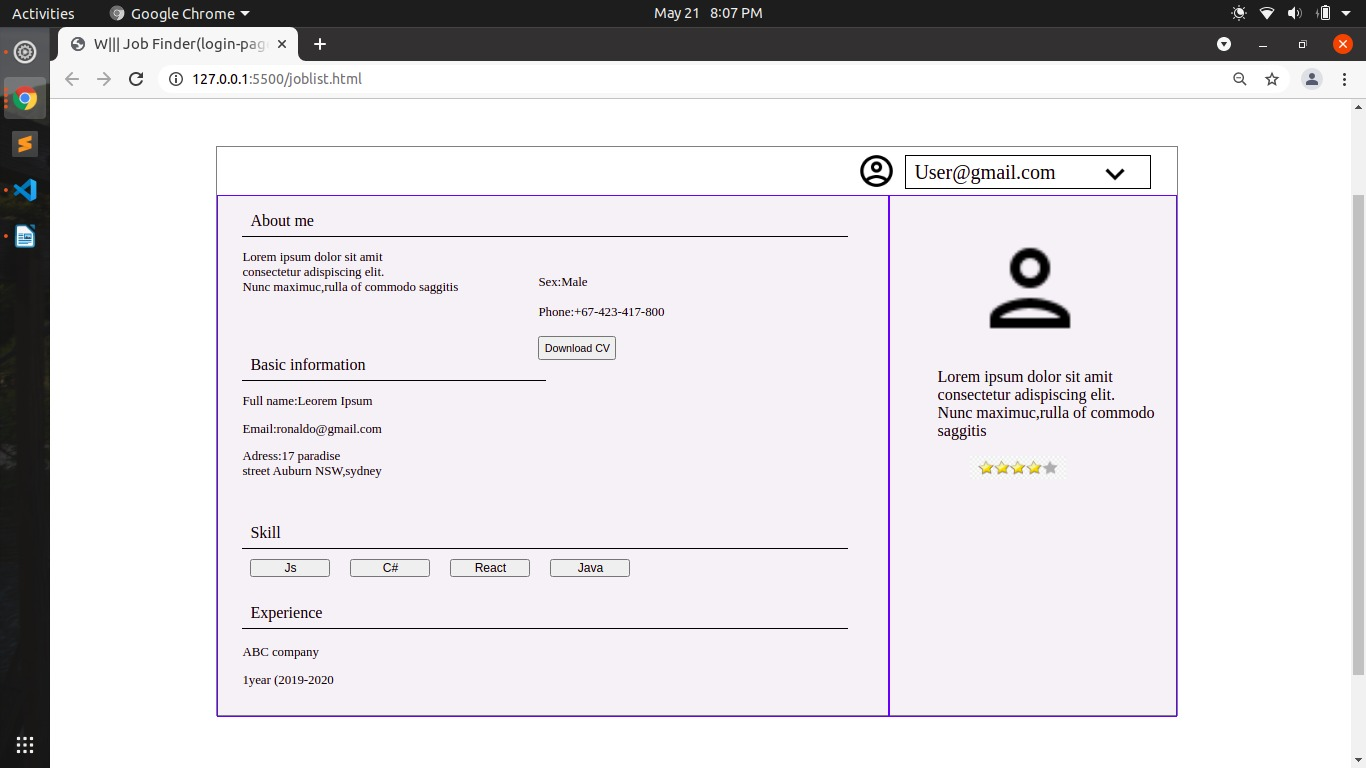 Activities
Google Chrome
May 21 8:07 PM
W||| Job Finder(login-pag
127.0.0.1:5500/joblist.html
User@gmail.com
About me
Lorem ipsum dolor sit amit
consectetur adispiscing elit.
Nunc maximuc,rulla of commodo saggitis
Sex:Male
Phone:+67-423-417-800
Download CV
Basic information
Full name:Leorem Ipsum
Email:ronaldo@gmail.com
Adress:17 paradise
street Auburn NSW,sydney
Skill
Js
C#
React
Java
Experience
ABC company
1year (2019-2020
Lorem ipsum dolor sit amit
consectetur adispiscing elit.
Nunc maximuc,rulla of commodo
saggitis